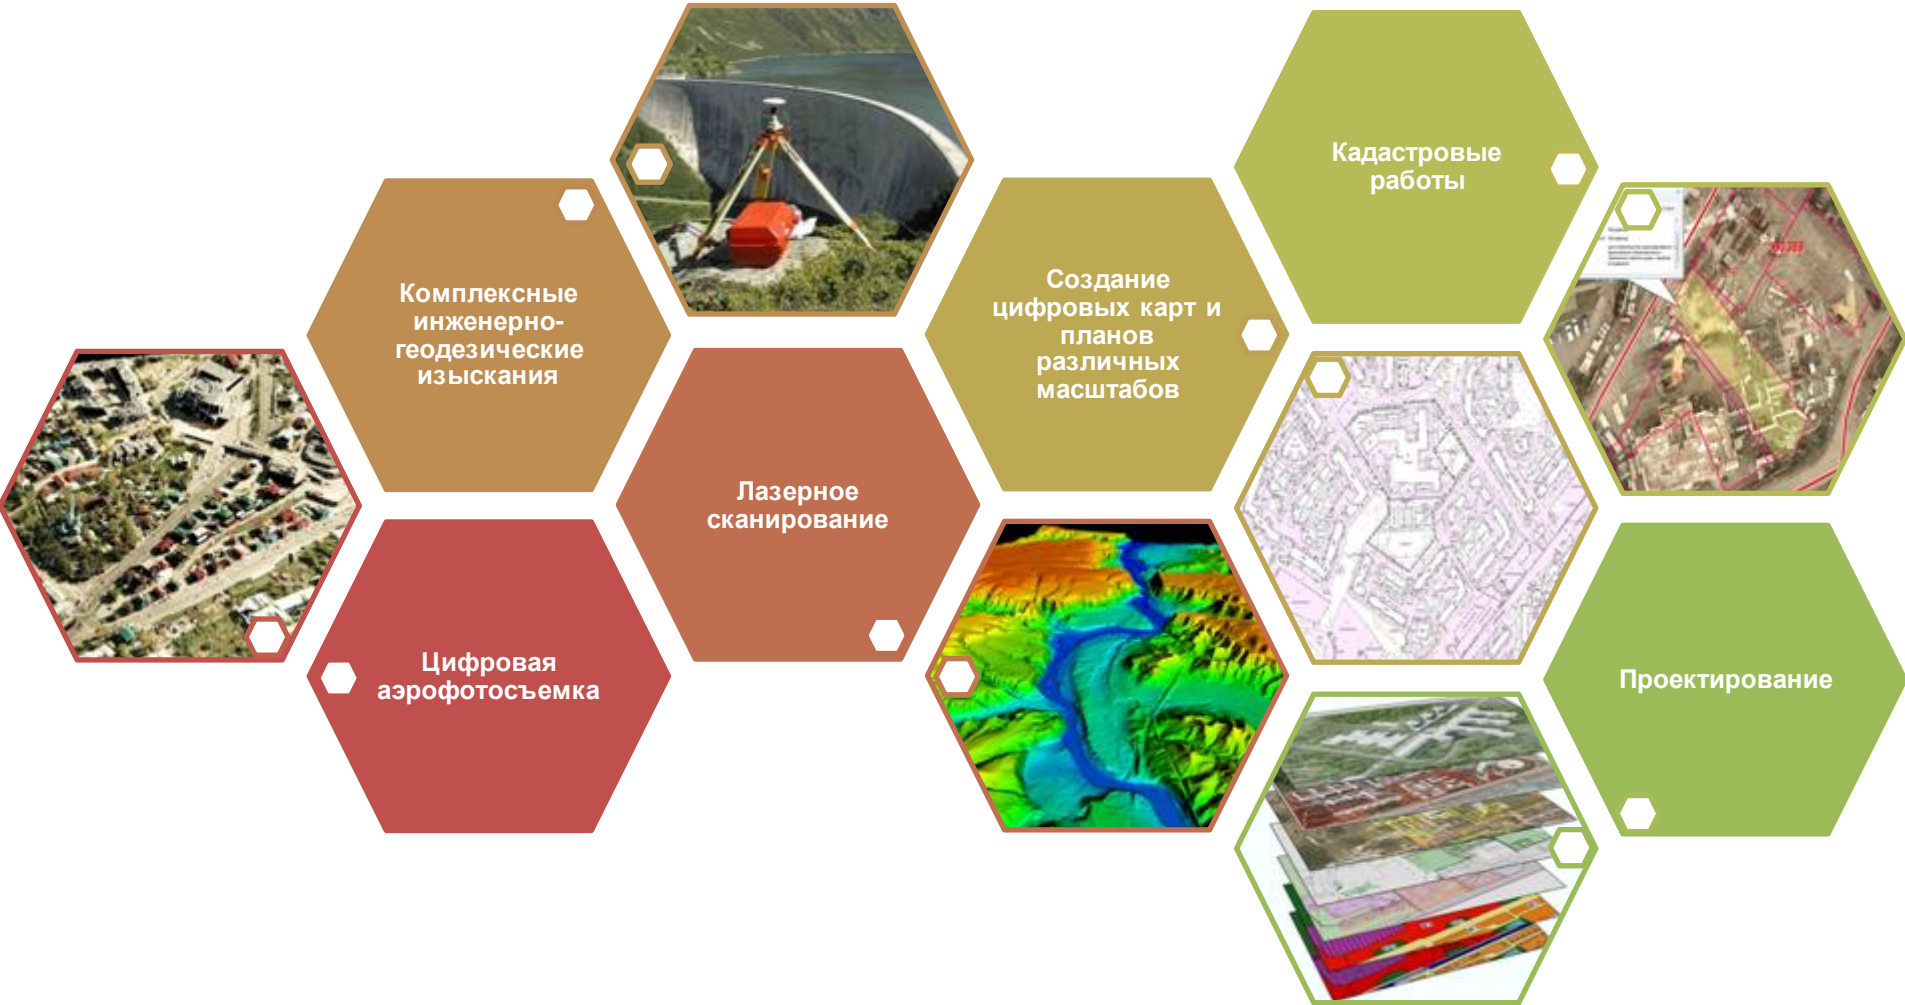 Кадастровые
работы
Комплексные
инженерно-
геодезические
изыскания
Создание
цифровых карт и
планов
различных
масштабов
Лазерное
сканирование
Цифровая
аэрофотосъемка
Проектирование